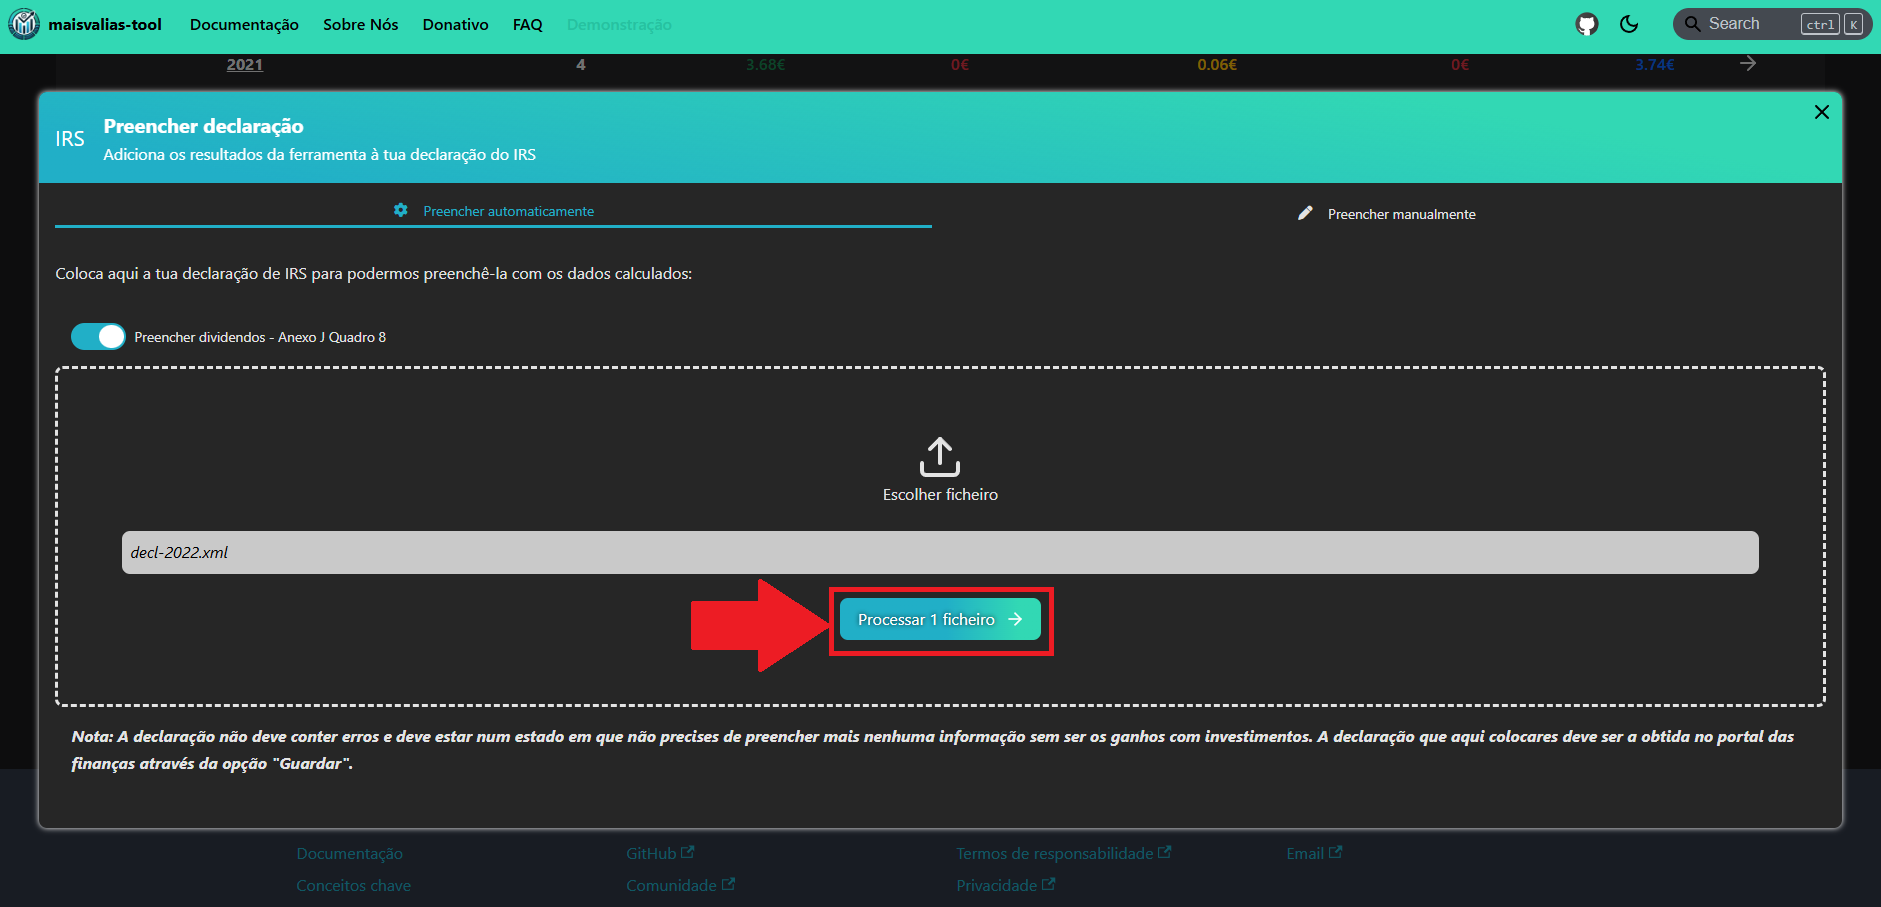 maisvalias-tool Documentação Sobre Nós Donativo FAQ Demonstração Search ctrl K
2021 4 3.68€ 0€ 0.06€ 0€ 3.74€
IRS
Preencher declaração
Adiciona os resultados da ferramenta à tua declaração do IRS
Preencher automaticamente Preencher manualmente
Coloca aqui a tua declaração de IRS para podermos preenchê-la com os dados calculados:
Preencher dividendos - Anexo J Quadro 8
Escolher ficheiro
decl-2022.xml
Processar 1 ficheiro
Nota: A declaração não deve conter erros e deve estar num estado em que não precises de preencher mais nenhuma informação sem ser os ganhos com investimentos. A declaração que aqui colocares deve ser a obtida no portal das
finanças através da opção "Guardar".
Documentação GitHub Termos de responsabilidade Email
Conceitos chave Comunidade Privacidade